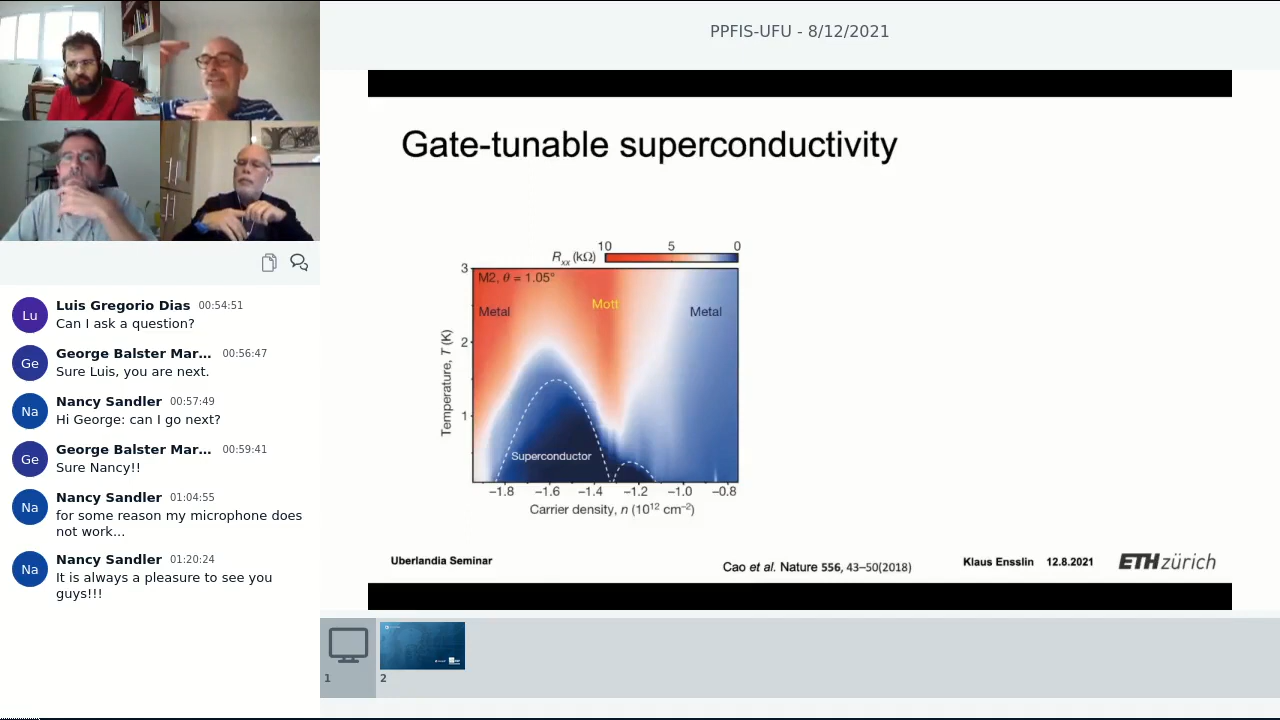 PPFIS-UFU - 8/12/2021
Gate-tunable superconductivity
10 5 0
Rxx (kΩ)
M2, θ = 1.05°
Metal
Mott
Metal
Superconductor
3
2
1
Temperature, T (K)
−1.8 −1.6 −1.4 −1.2 −1.0 −0.8
Carrier density, n (10¹² cm⁻²)
Uberlandia Seminar
Cao et al. Nature 556, 43–50(2018)
Klaus Ensslin 12.8.2021
ETH zürich
Lu
Luis Gregorio Dias 00:54:51
Can I ask a question?
Ge
George Balster Mar... 00:56:47
Sure Luis, you are next.
Na
Nancy Sandler 00:57:49
Hi George: can I go next?
Ge
George Balster Mar... 00:59:41
Sure Nancy!!
Na
Nancy Sandler 01:04:55
for some reason my microphone does
not work...
Na
Nancy Sandler 01:20:24
It is always a pleasure to see you
guys!!!
1
2